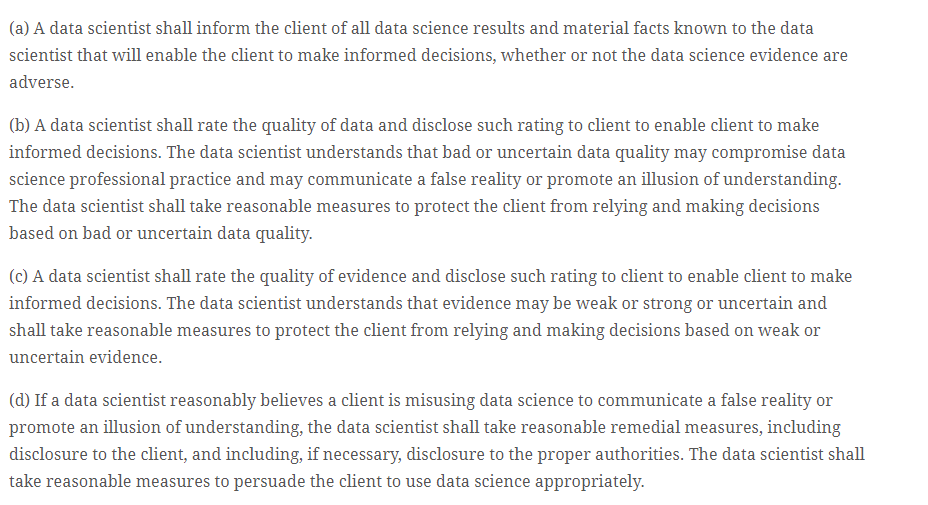 (a) A data scientist shall inform the client of all data science results and material facts known to the data
scientist that will enable the client to make informed decisions, whether or not the data science evidence are
adverse.
(b) A data scientist shall rate the quality of data and disclose such rating to client to enable client to make
informed decisions. The data scientist understands that bad or uncertain data quality may compromise data
science professional practice and may communicate a false reality or promote an illusion of understanding.
The data scientist shall take reasonable measures to protect the client from relying and making decisions
based on bad or uncertain data quality.
(c) A data scientist shall rate the quality of evidence and disclose such rating to client to enable client to make
informed decisions. The data scientist understands that evidence may be weak or strong or uncertain and
shall take reasonable measures to protect the client from relying and making decisions based on weak or
uncertain evidence.
(d) If a data scientist reasonably believes a client is misusing data science to communicate a false reality or
promote an illusion of understanding, the data scientist shall take reasonable remedial measures, including
disclosure to the client, and including, if necessary, disclosure to the proper authorities. The data scientist shall
take reasonable measures to persuade the client to use data science appropriately.